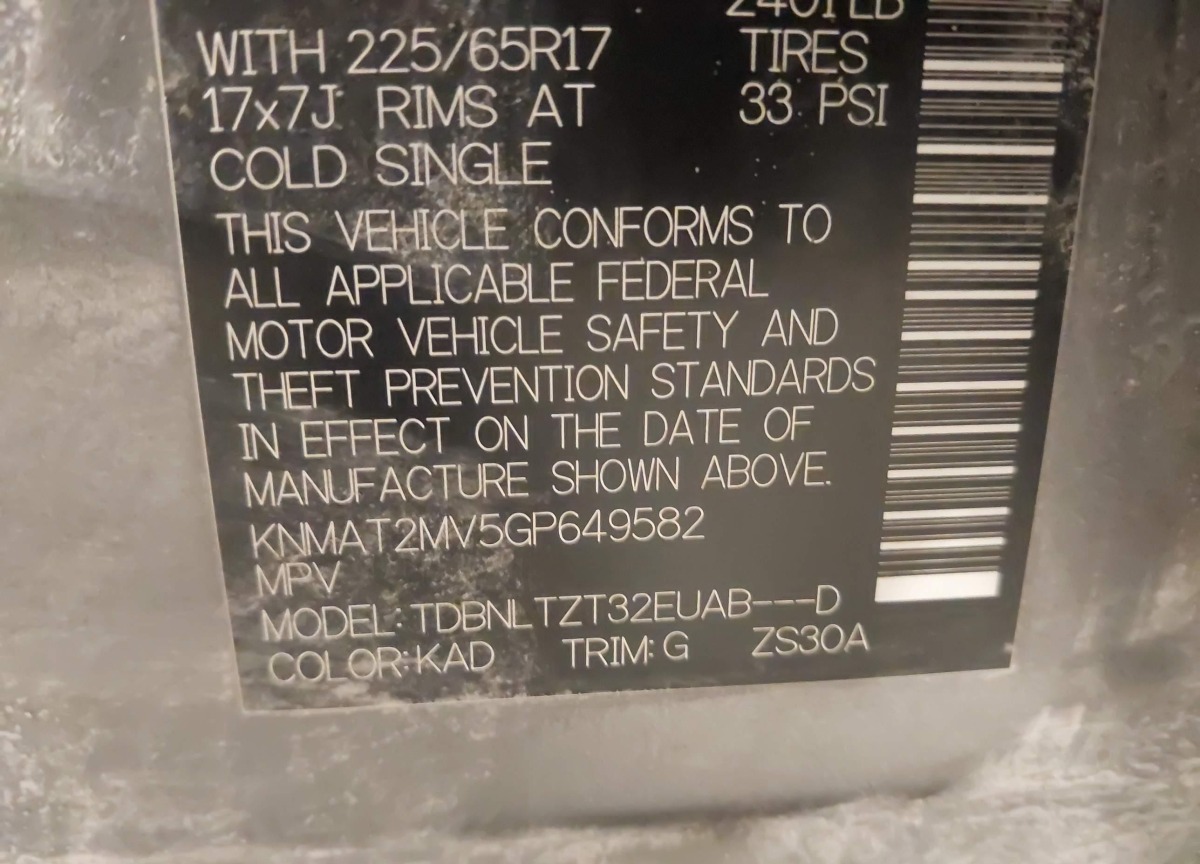 2401 LB
WITH 225/65R17 TIRES
17x7J RIMS AT 33 PSI
COLD SINGLE
THIS VEHICLE CONFORMS TO
ALL APPLICABLE FEDERAL
MOTOR VEHICLE SAFETY AND
THEFT PREVENTION STANDARDS
IN EFFECT ON THE DATE OF
MANUFACTURE SHOWN ABOVE.
KNMAT2MV5GP649582
MPV
MODEL:TDBNLTZT32EUAB---D
COLOR:KAD TRIM:G ZS30A